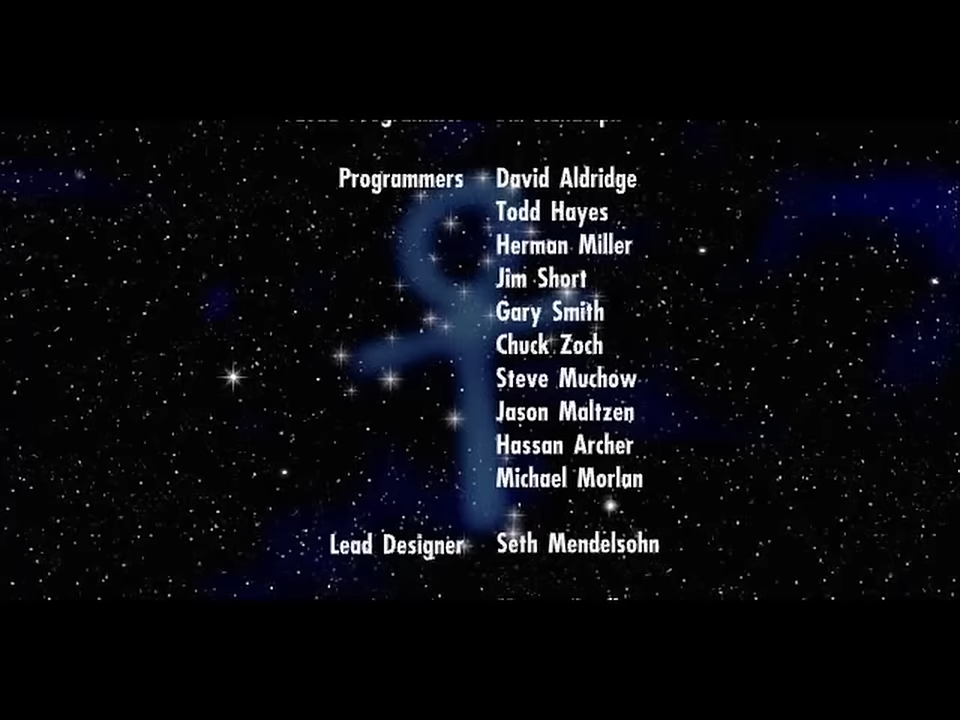 Programmers David Aldridge
Todd Hayes
Herman Miller
Jim Short
Gary Smith
Chuck Zoch
Steve Muchow
Jason Maltzen
Hassan Archer
Michael Morlan
Lead Designer Seth Mendelsohn